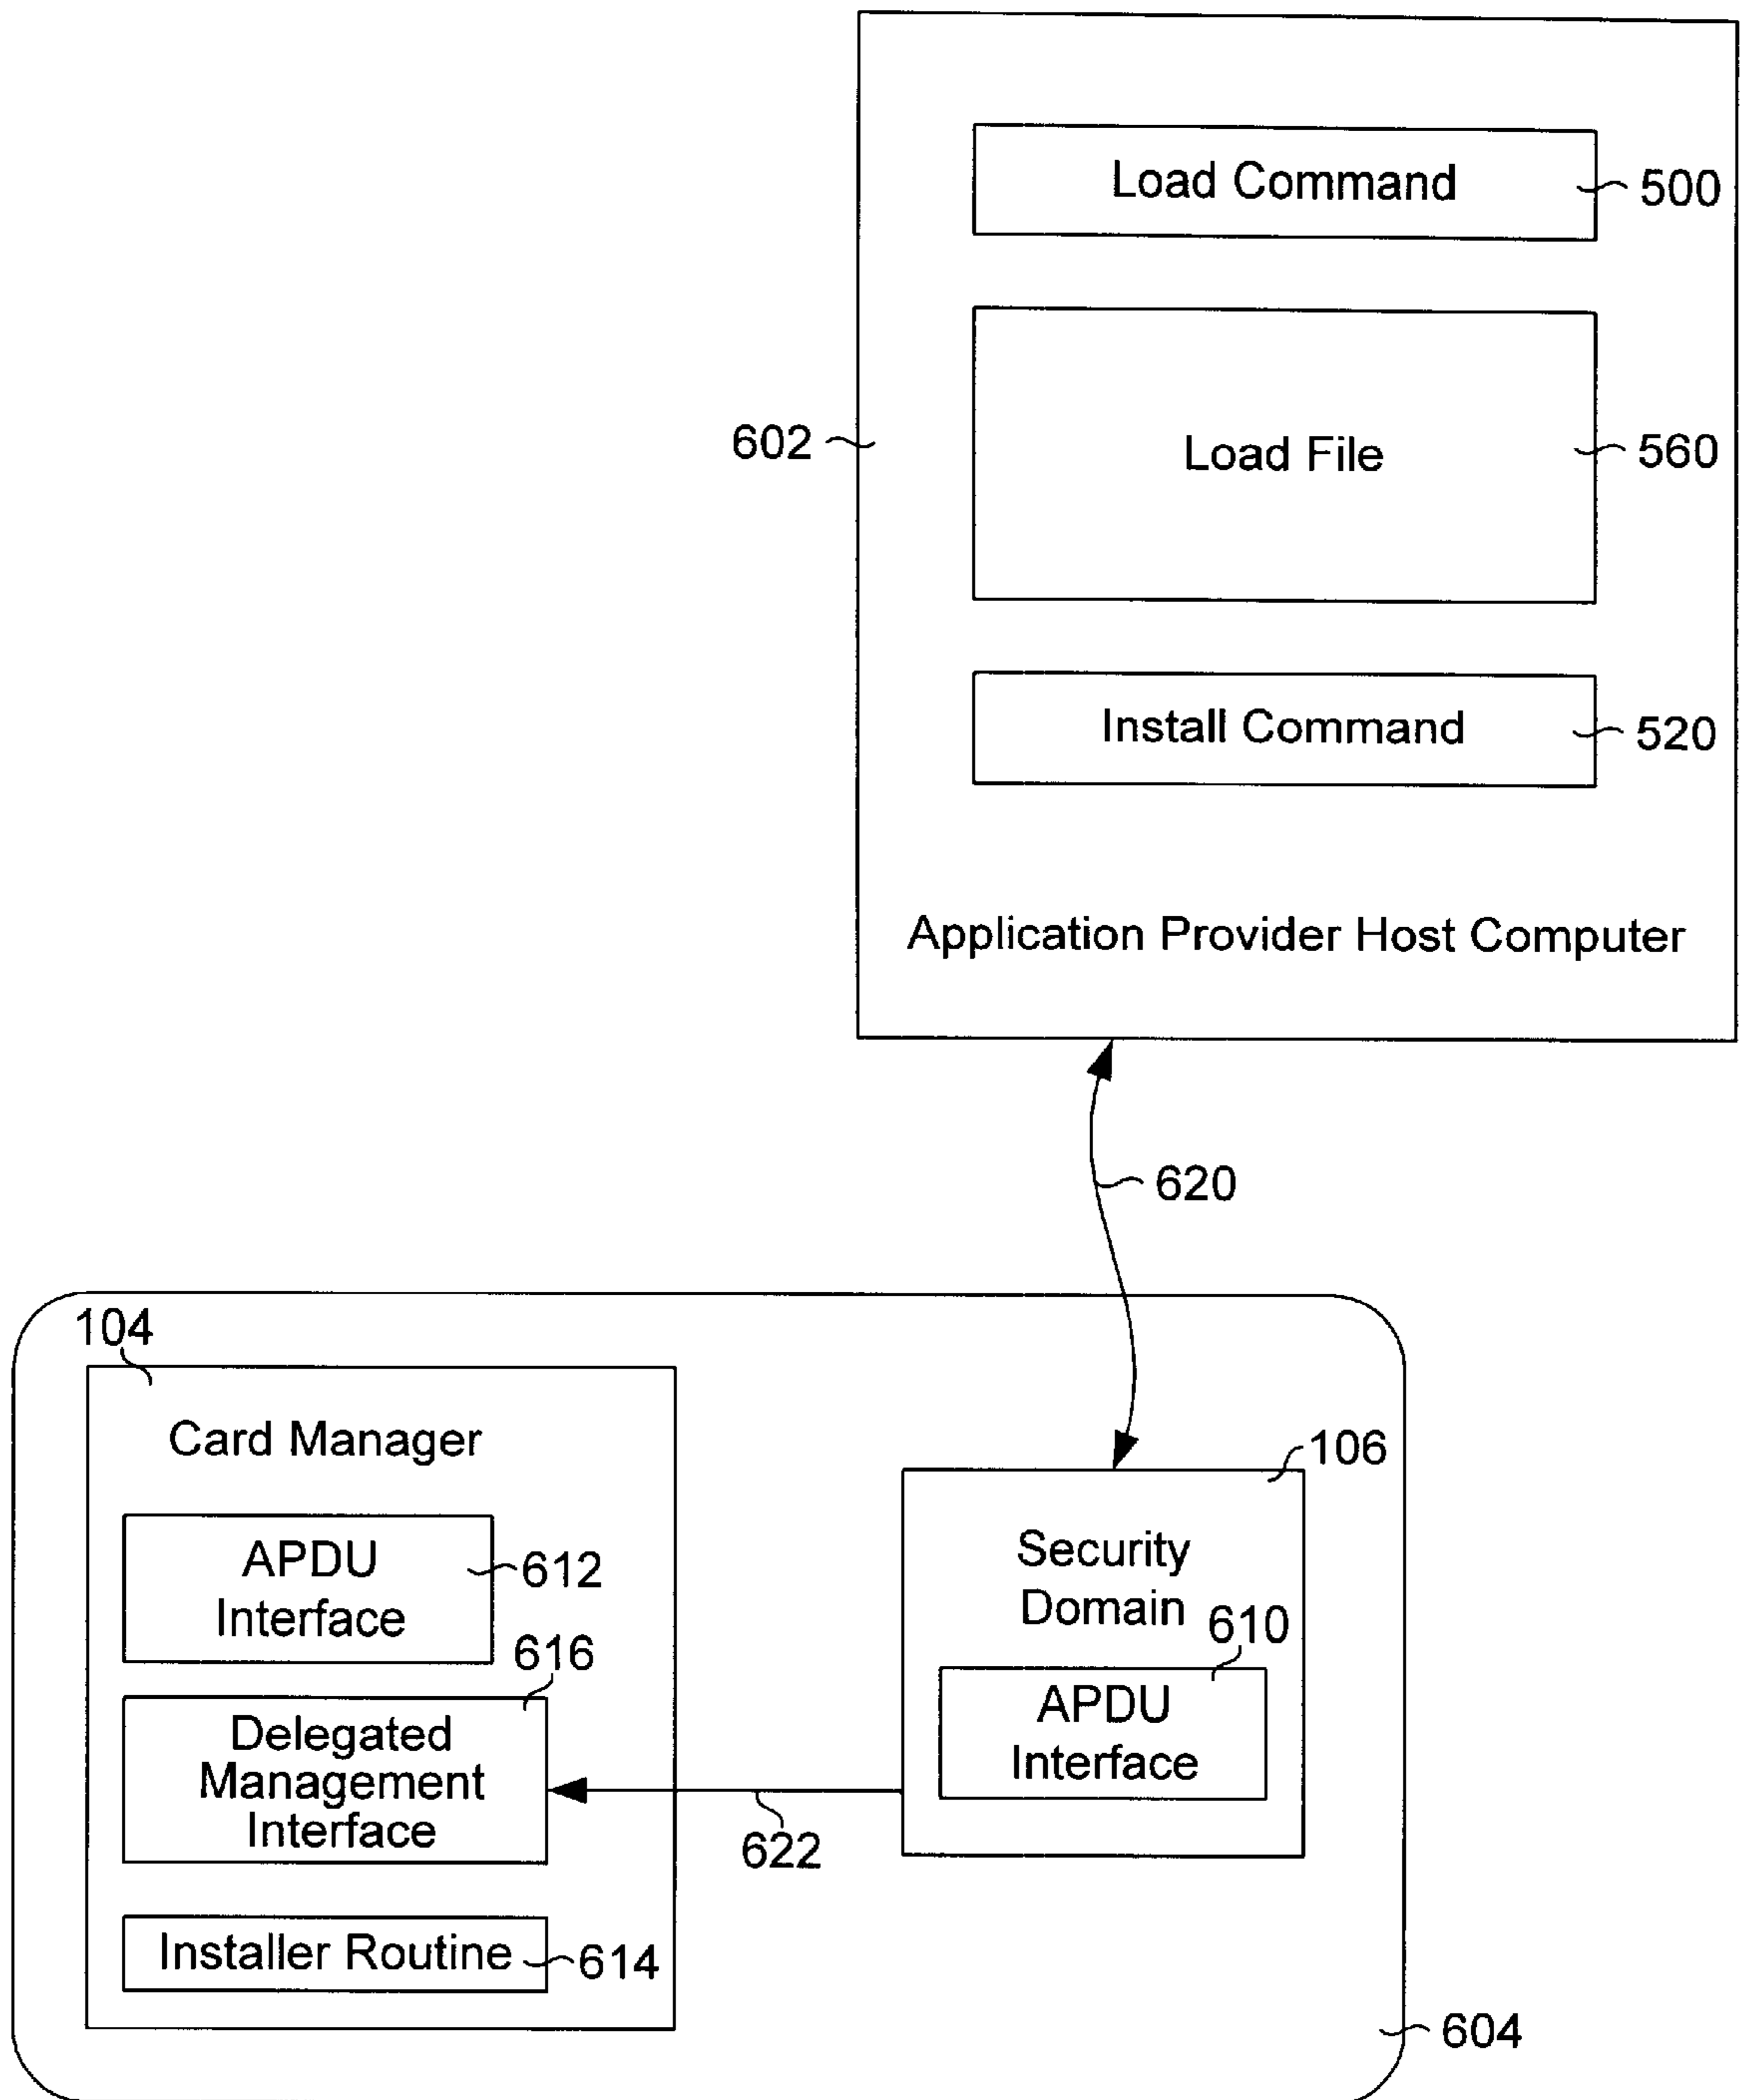 Load Command
500
602
Load File
560
Install Command
520
Application Provider Host Computer
620
104
Card Manager
106
APDU
Interface
612
Security
Domain
616
610
Delegated
Management
Interface
APDU
Interface
622
Installer Routine
614
604